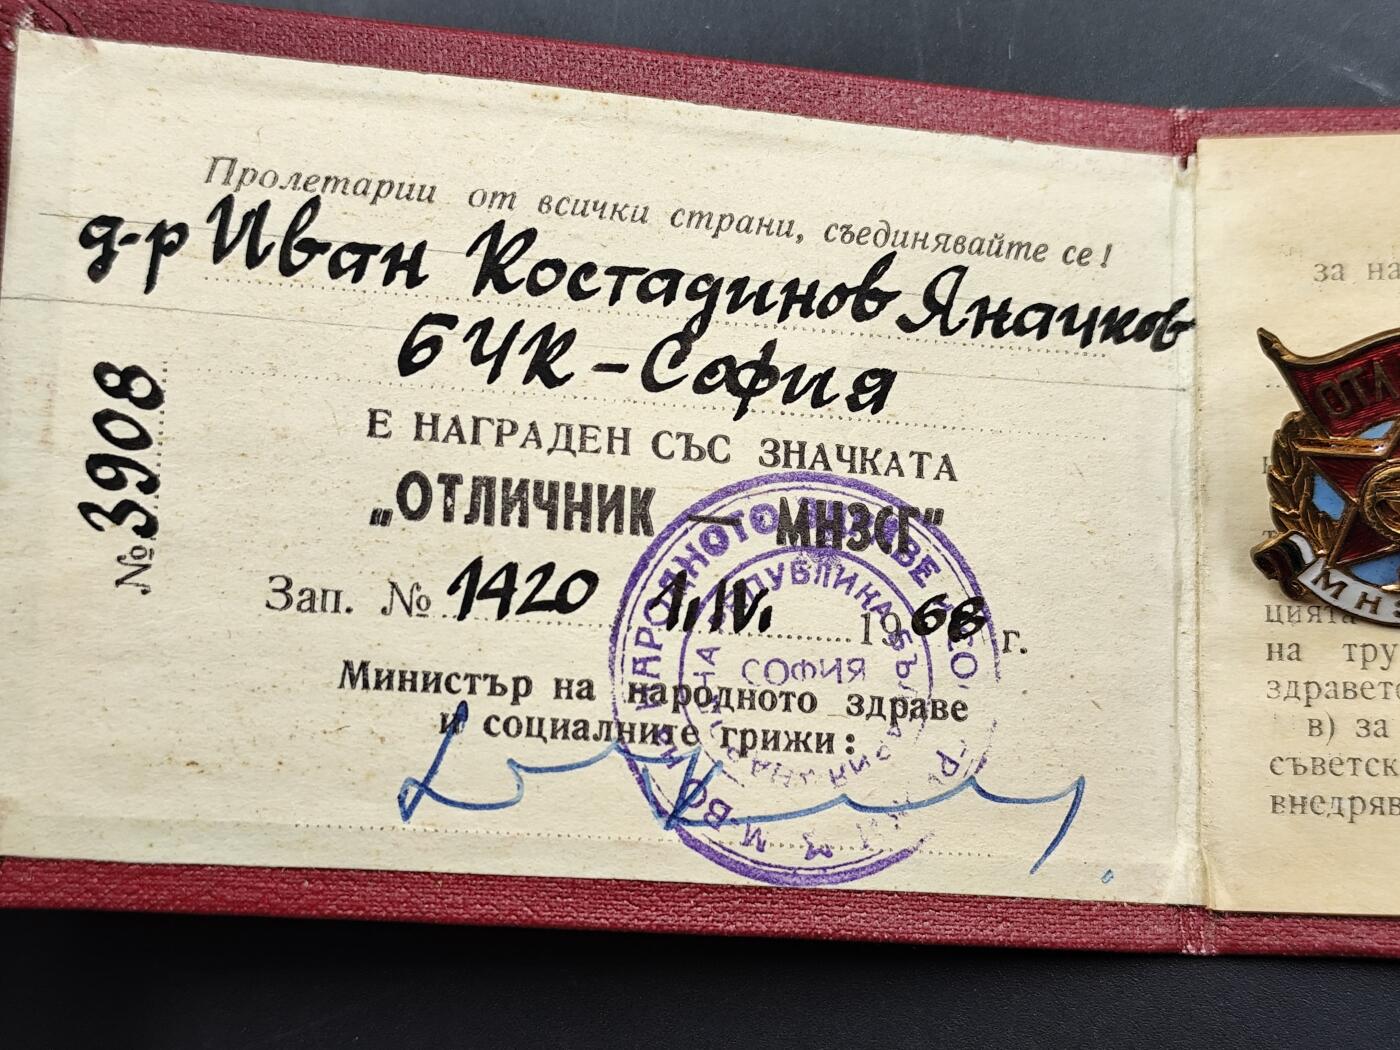 Пролетарии от всички страни, съединявайте се!
д-р Иван Костадинов Яначков
БЧК – София
Е НАГРАДЕН СЪС ЗНАЧКАТА
„ОТЛИЧНИК — МНЗСГ"
Зап. № 1420 1.IV. 1968 г.
Министър на народното здраве
и социалните грижи:
№ 3908
СОФИЯ
за на
ОТЛ
МН
цията
на тру
здравето
в) за
съветск
внедряв